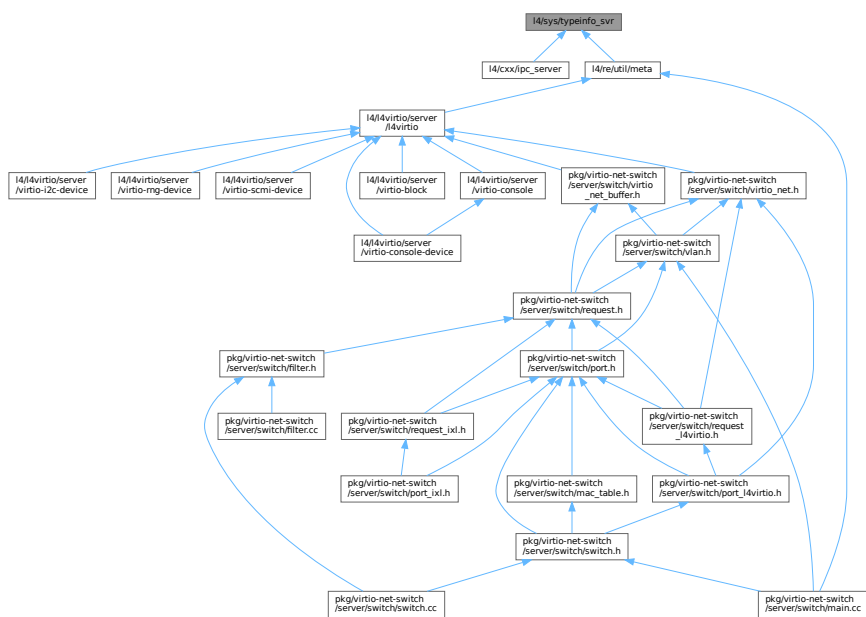 l4/sys/typeinfo_svr
l4/cxx/ipc_server
l4/re/util/meta
l4/l4virtio/server
/l4virtio
l4/l4virtio/server
/virtio-i2c-device
l4/l4virtio/server
/virtio-rng-device
l4/l4virtio/server
/virtio-scmi-device
l4/l4virtio/server
/virtio-block
l4/l4virtio/server
/virtio-console
pkg/virtio-net-switch
/server/switch/virtio
_net_buffer.h
pkg/virtio-net-switch
/server/switch/virtio_net.h
l4/l4virtio/server
/virtio-console-device
pkg/virtio-net-switch
/server/switch/vlan.h
pkg/virtio-net-switch
/server/switch/request.h
pkg/virtio-net-switch
/server/switch/filter.h
pkg/virtio-net-switch
/server/switch/port.h
pkg/virtio-net-switch
/server/switch/filter.cc
pkg/virtio-net-switch
/server/switch/request_ixl.h
pkg/virtio-net-switch
/server/switch/request
_l4virtio.h
pkg/virtio-net-switch
/server/switch/port_ixl.h
pkg/virtio-net-switch
/server/switch/mac_table.h
pkg/virtio-net-switch
/server/switch/port_l4virtio.h
pkg/virtio-net-switch
/server/switch/switch.h
pkg/virtio-net-switch
/server/switch/switch.cc
pkg/virtio-net-switch
/server/switch/main.cc